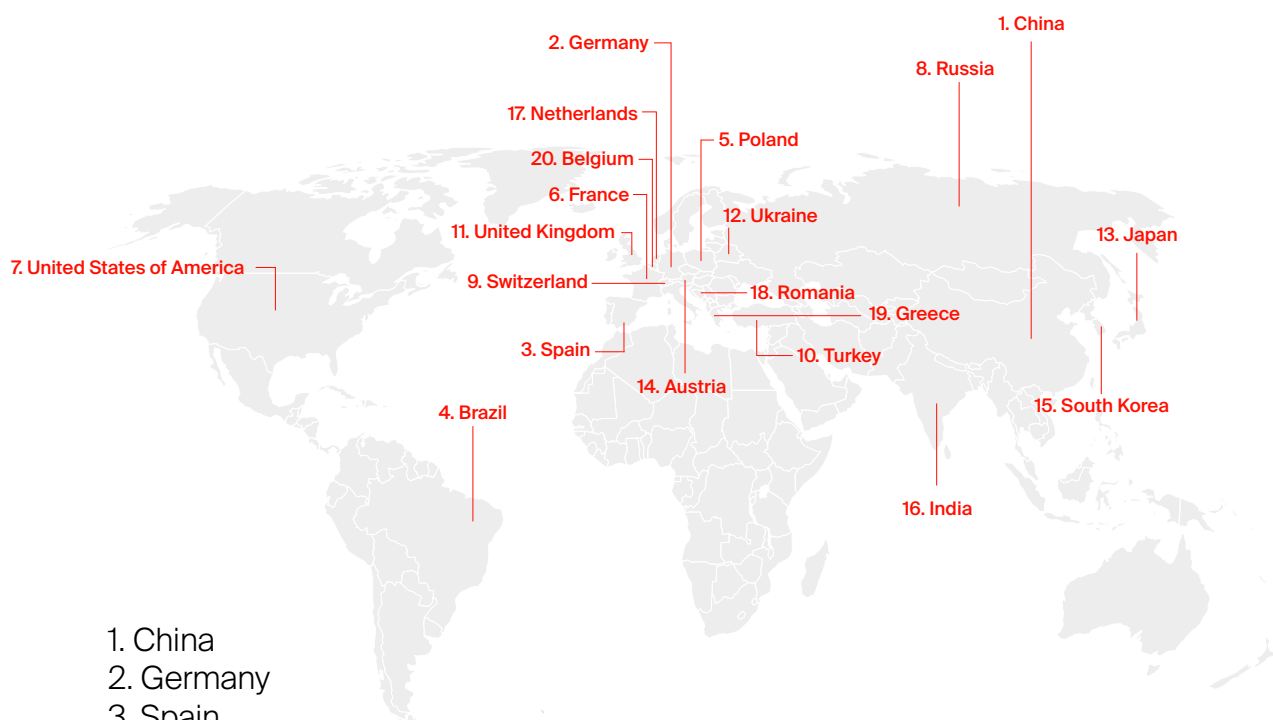 1. China
2. Germany
8. Russia
17. Netherlands
5. Poland
20. Belgium
6. France
12. Ukraine
11. United Kingdom
13. Japan
7. United States of America
9. Switzerland
18. Romania
19. Greece
3. Spain
10. Turkey
14. Austria
15. South Korea
4. Brazil
16. India
1. China
2. Germany
3. Spain